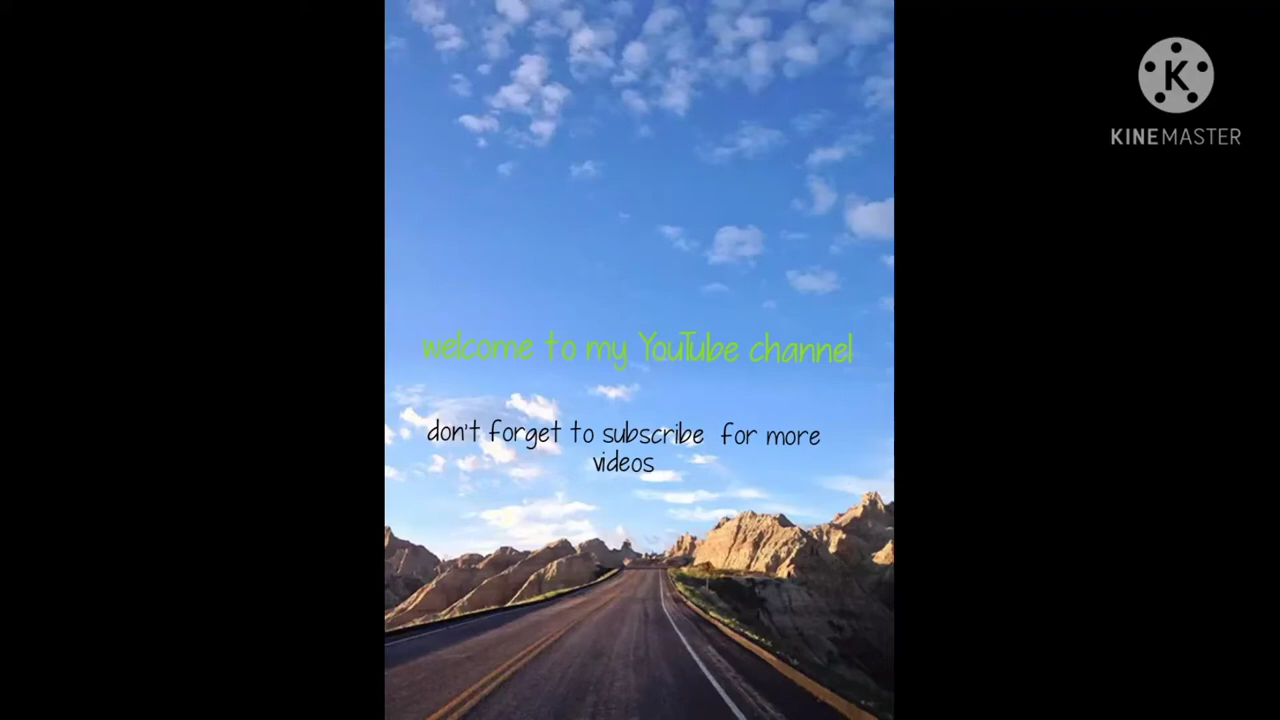 K
KINEMASTER
welcome to my YouTube channel
don't forget to subscribe for more
videos